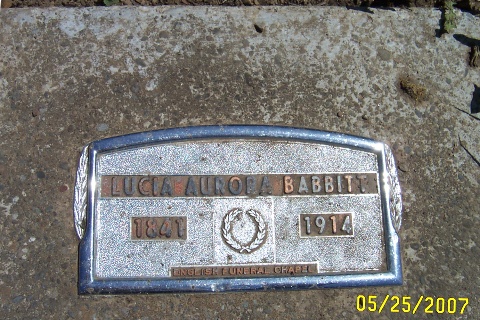 LUCIA AURORA BABBITT
1841 1914
ENGLISH FUNERAL CHAPEL
05/25/2007